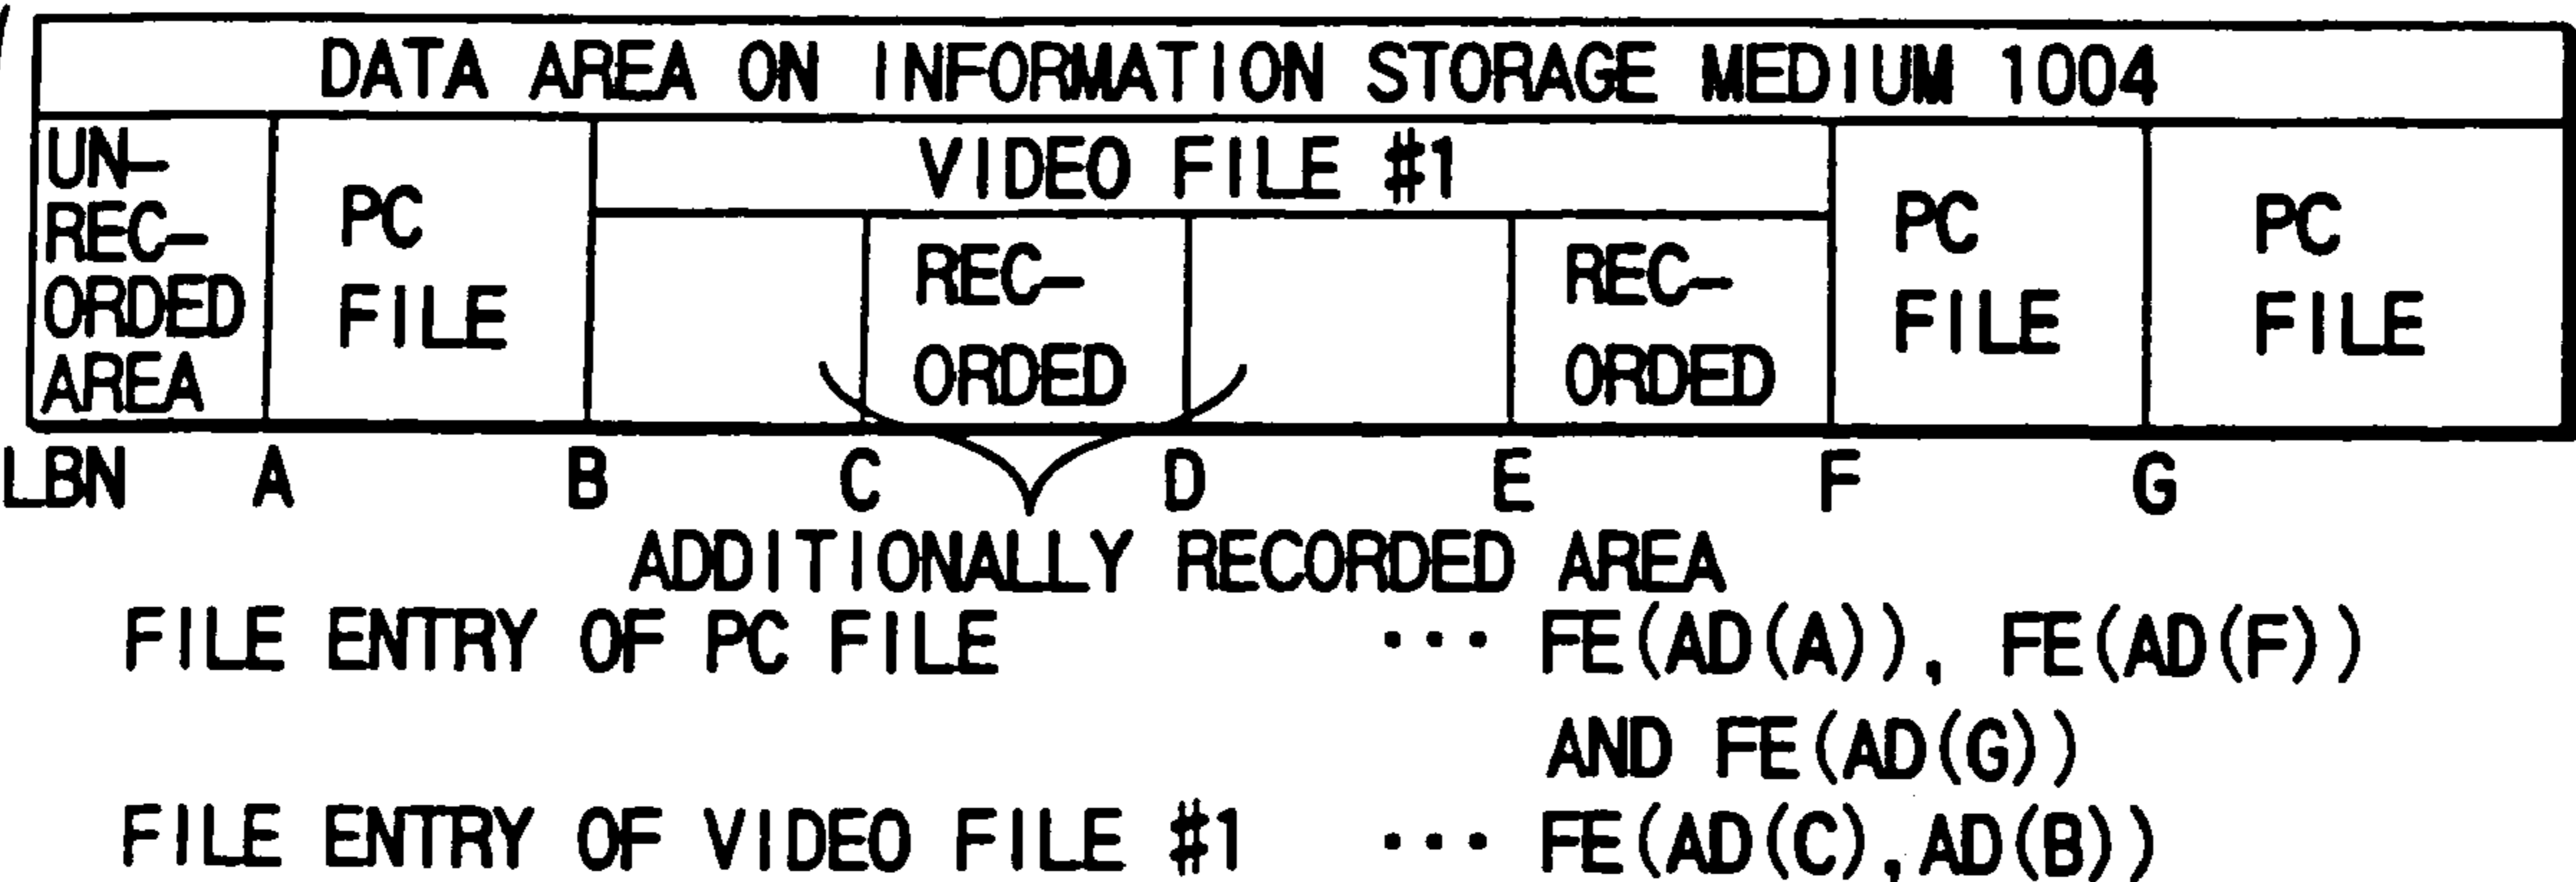 DATA AREA ON INFORMATION STORAGE MEDIUM 1004
UN-
REC-
ORDED
AREA
PC
FILE
VIDEO FILE #1
REC-
ORDED
REC-
ORDED
PC
FILE
PC
FILE
LBN A B C D E F G
ADDITIONALLY RECORDED AREA
FILE ENTRY OF PC FILE ··· FE(AD(A)), FE(AD(F))
AND FE(AD(G))
FILE ENTRY OF VIDEO FILE #1 ··· FE(AD(C),AD(B))